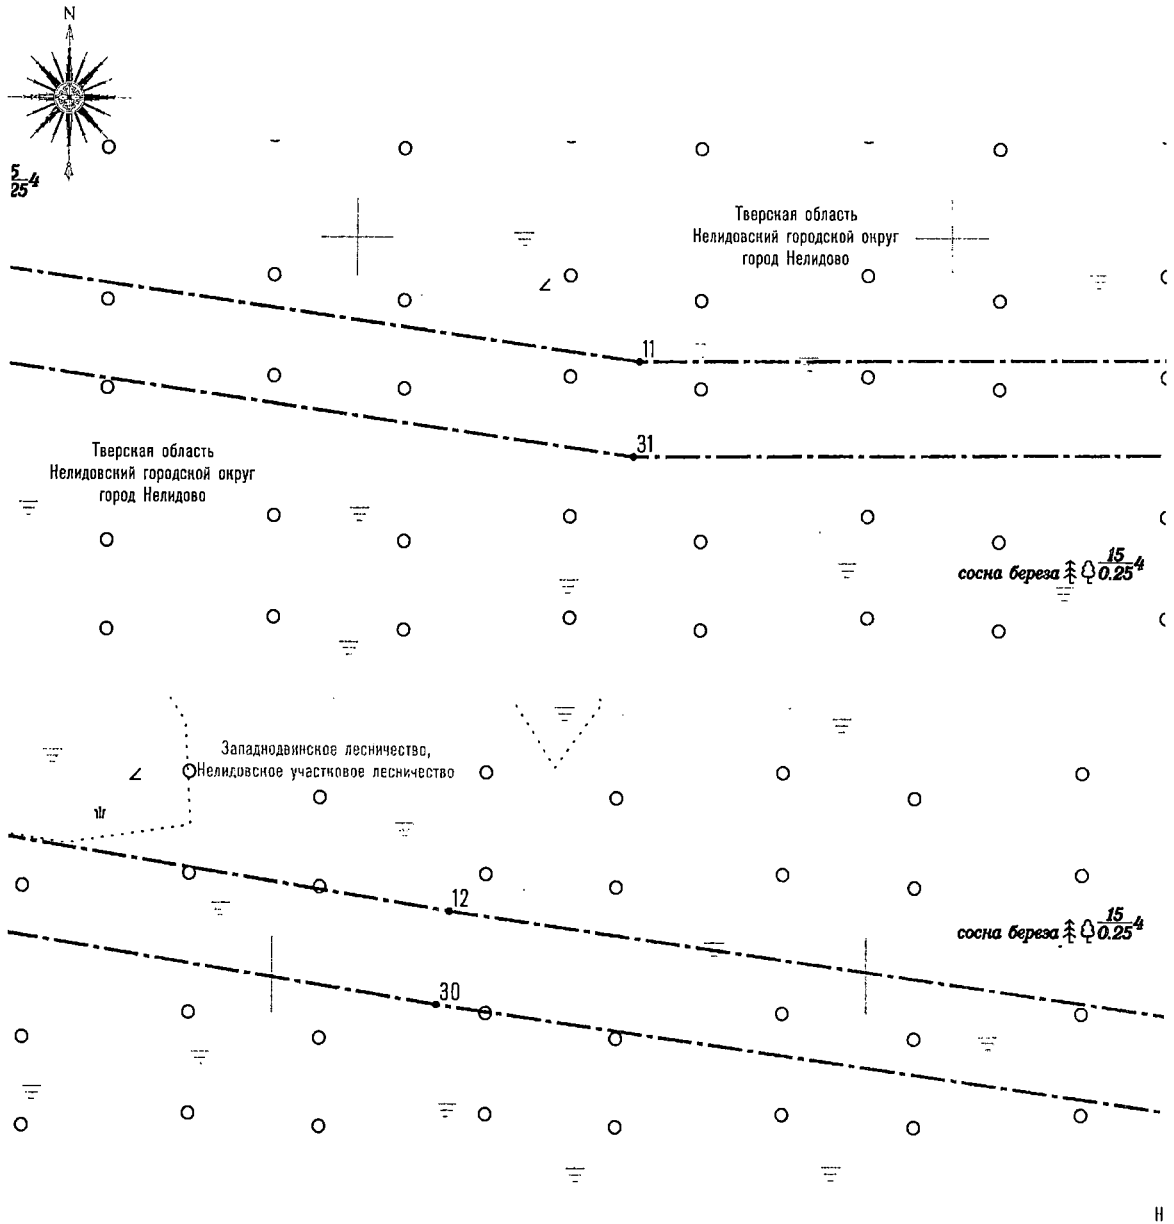 N
5
25 4
Тверская область
Нелидовский городской округ
город Нелидово
11
31
Тверская область
Нелидовский городской округ
город Нелидово
сосна береза 15
0.25 4
Западнодвинское лесничество,
Нелидовское участковое лесничество
12
сосна береза 15
0.25 4
30
Н